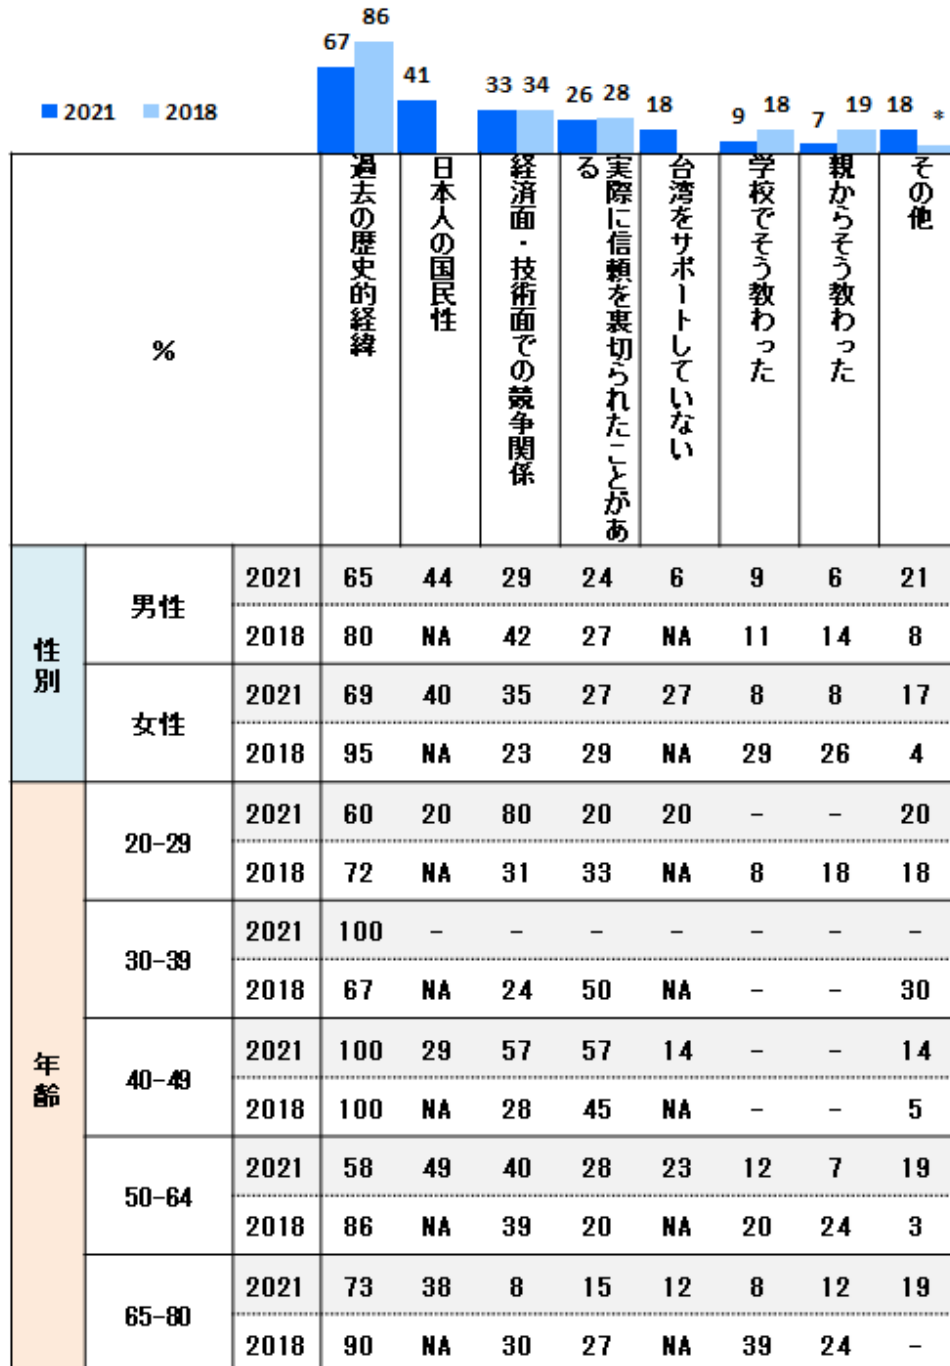 67 86 41 33 34 26 28 18 9 18 7 19 18 *
2021 2018
%
過去の歴史的経緯
日本人の国民性
経済面・技術面での競争関係
実際に信頼を裏切られたことがあ
る
台湾をサポートしていない
学校でそう教わった
親からそう教わった
その他
性別
男性
2021 65 44 29 24 6 9 6 21
2018 80 NA 42 27 NA 11 14 8
女性
2021 69 40 35 27 27 8 8 17
2018 95 NA 23 29 NA 29 26 4
年齢
20-29
2021 60 20 80 20 20 - - 20
2018 72 NA 31 33 NA 8 18 18
30-39
2021 100 - - - - - - -
2018 67 NA 24 50 NA - - 30
40-49
2021 100 29 57 57 14 - - 14
2018 100 NA 28 45 NA - - 5
50-64
2021 58 49 40 28 23 12 7 19
2018 86 NA 39 20 NA 20 24 3
65-80
2021 73 38 8 15 12 8 12 19
2018 90 NA 30 27 NA 39 24 -